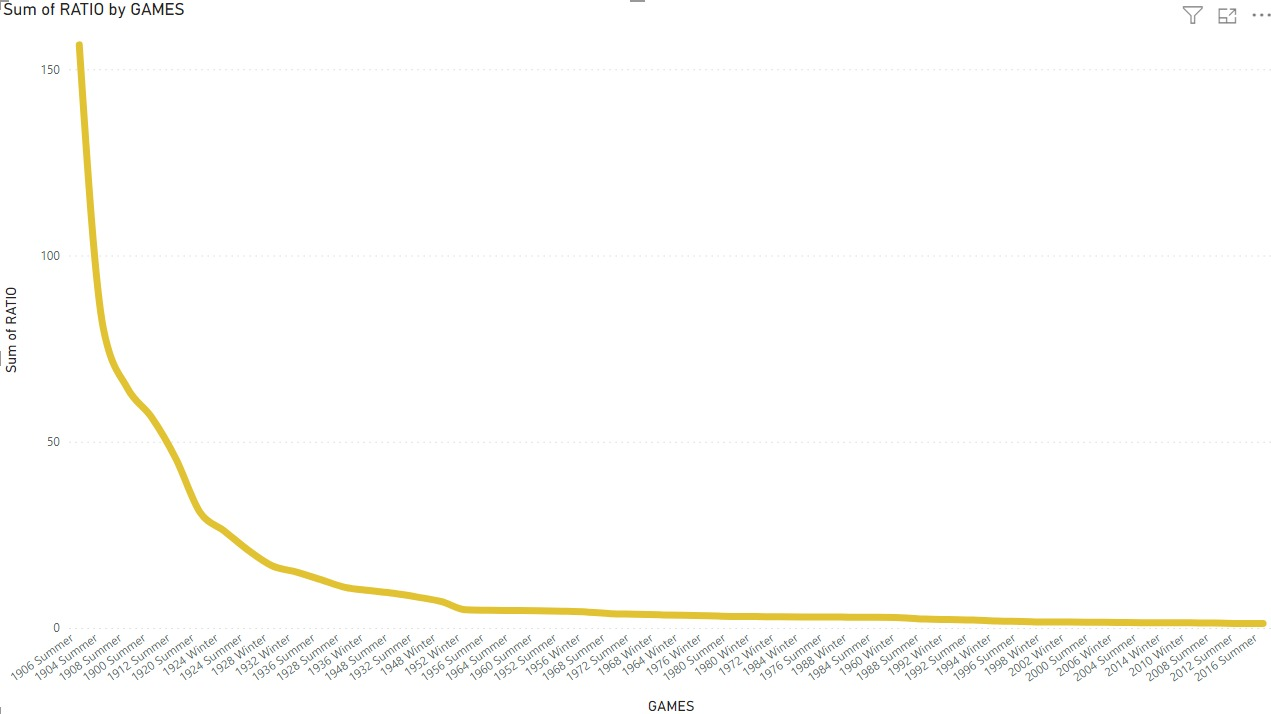 Sum of RATIO by GAMES
150
100
50
0
Sum of RATIO
1906 Summer
1904 Summer
1908 Summer
1900 Summer
1912 Summer
1920 Summer
1924 Winter
1924 Summer
1928 Winter
1932 Winter
1936 Summer
1928 Summer
1936 Winter
1948 Summer
1932 Summer
1948 Winter
1952 Winter
1956 Summer
1964 Summer
1960 Summer
1952 Summer
1956 Winter
1968 Summer
1972 Summer
1968 Winter
1964 Winter
1976 Winter
1980 Summer
1980 Winter
1972 Winter
1984 Winter
1976 Summer
1988 Winter
1984 Summer
1960 Winter
1988 Summer
1992 Winter
1992 Summer
1994 Winter
1996 Summer
1998 Winter
2002 Winter
2000 Summer
2006 Winter
2004 Summer
2014 Winter
2010 Winter
2008 Summer
2012 Summer
2016 Summer
GAMES